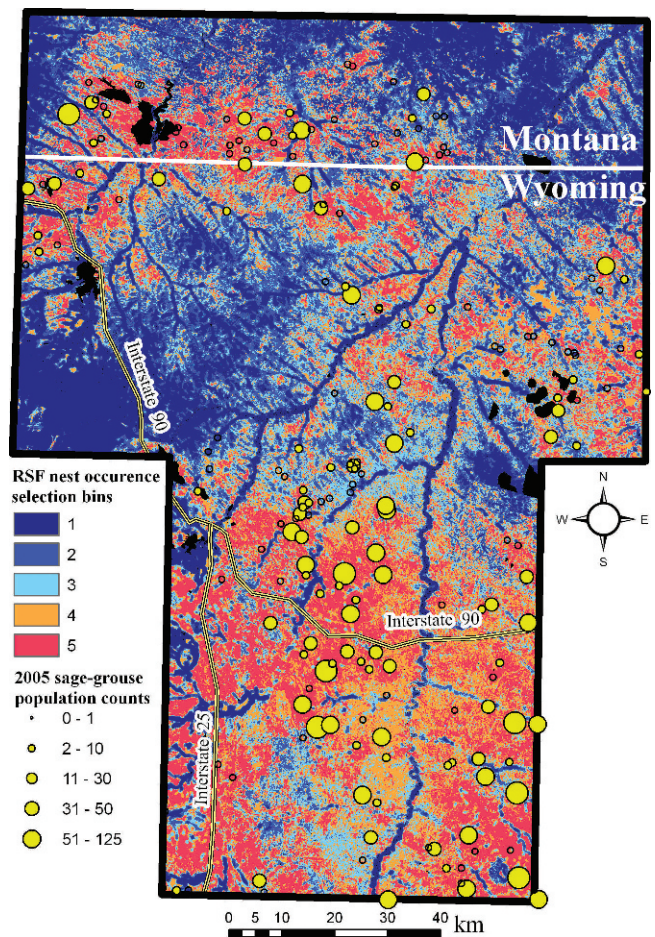 Montana
Wyoming
Interstate 90
RSF nest occurence
selection bins
1
2
3
4
5
N
W
E
S
Interstate 90
2005 sage-grouse
population counts
0 - 1
2 - 10
11 - 30
31 - 50
51 - 125
Interstate 25
0 5 10 20 30 40 km